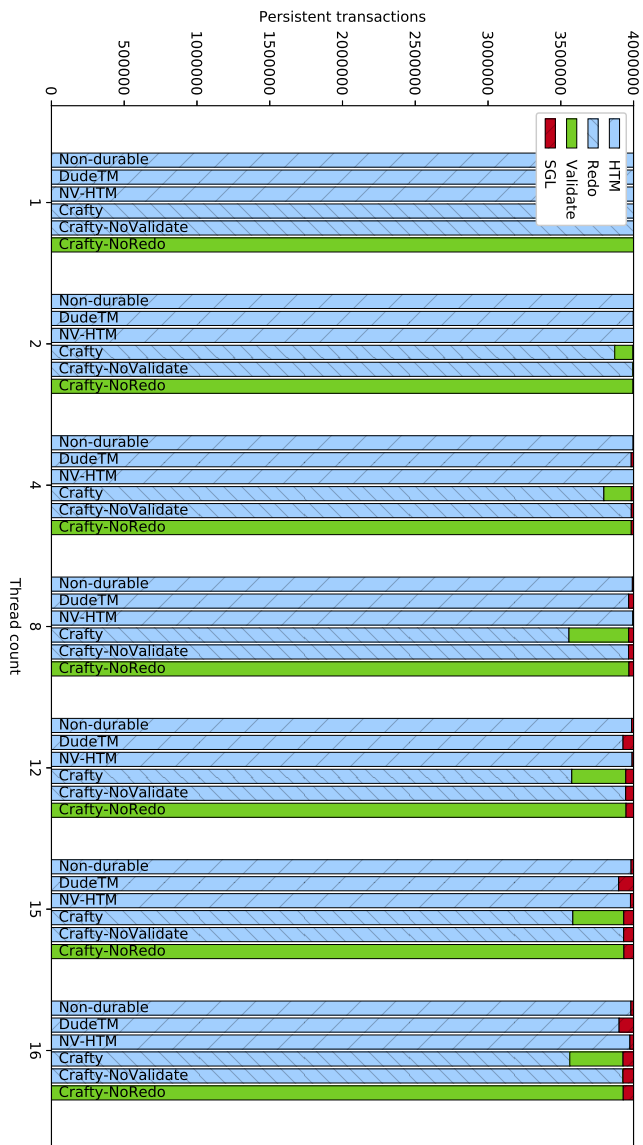 Persistent transactions
0
500000
1000000
1500000
2000000
2500000
3000000
3500000
4000000
HTM
Redo
Validate
SGL
Non-durable
DudeTM
NV-HTM
Crafty
Crafty-NoValidate
Crafty-NoRedo
1
Non-durable
DudeTM
NV-HTM
Crafty
Crafty-NoValidate
Crafty-NoRedo
2
Non-durable
DudeTM
NV-HTM
Crafty
Crafty-NoValidate
Crafty-NoRedo
4
Non-durable
DudeTM
NV-HTM
Crafty
Crafty-NoValidate
Crafty-NoRedo
8
Non-durable
DudeTM
NV-HTM
Crafty
Crafty-NoValidate
Crafty-NoRedo
12
Non-durable
DudeTM
NV-HTM
Crafty
Crafty-NoValidate
Crafty-NoRedo
15
Non-durable
DudeTM
NV-HTM
Crafty
Crafty-NoValidate
Crafty-NoRedo
16
Thread count